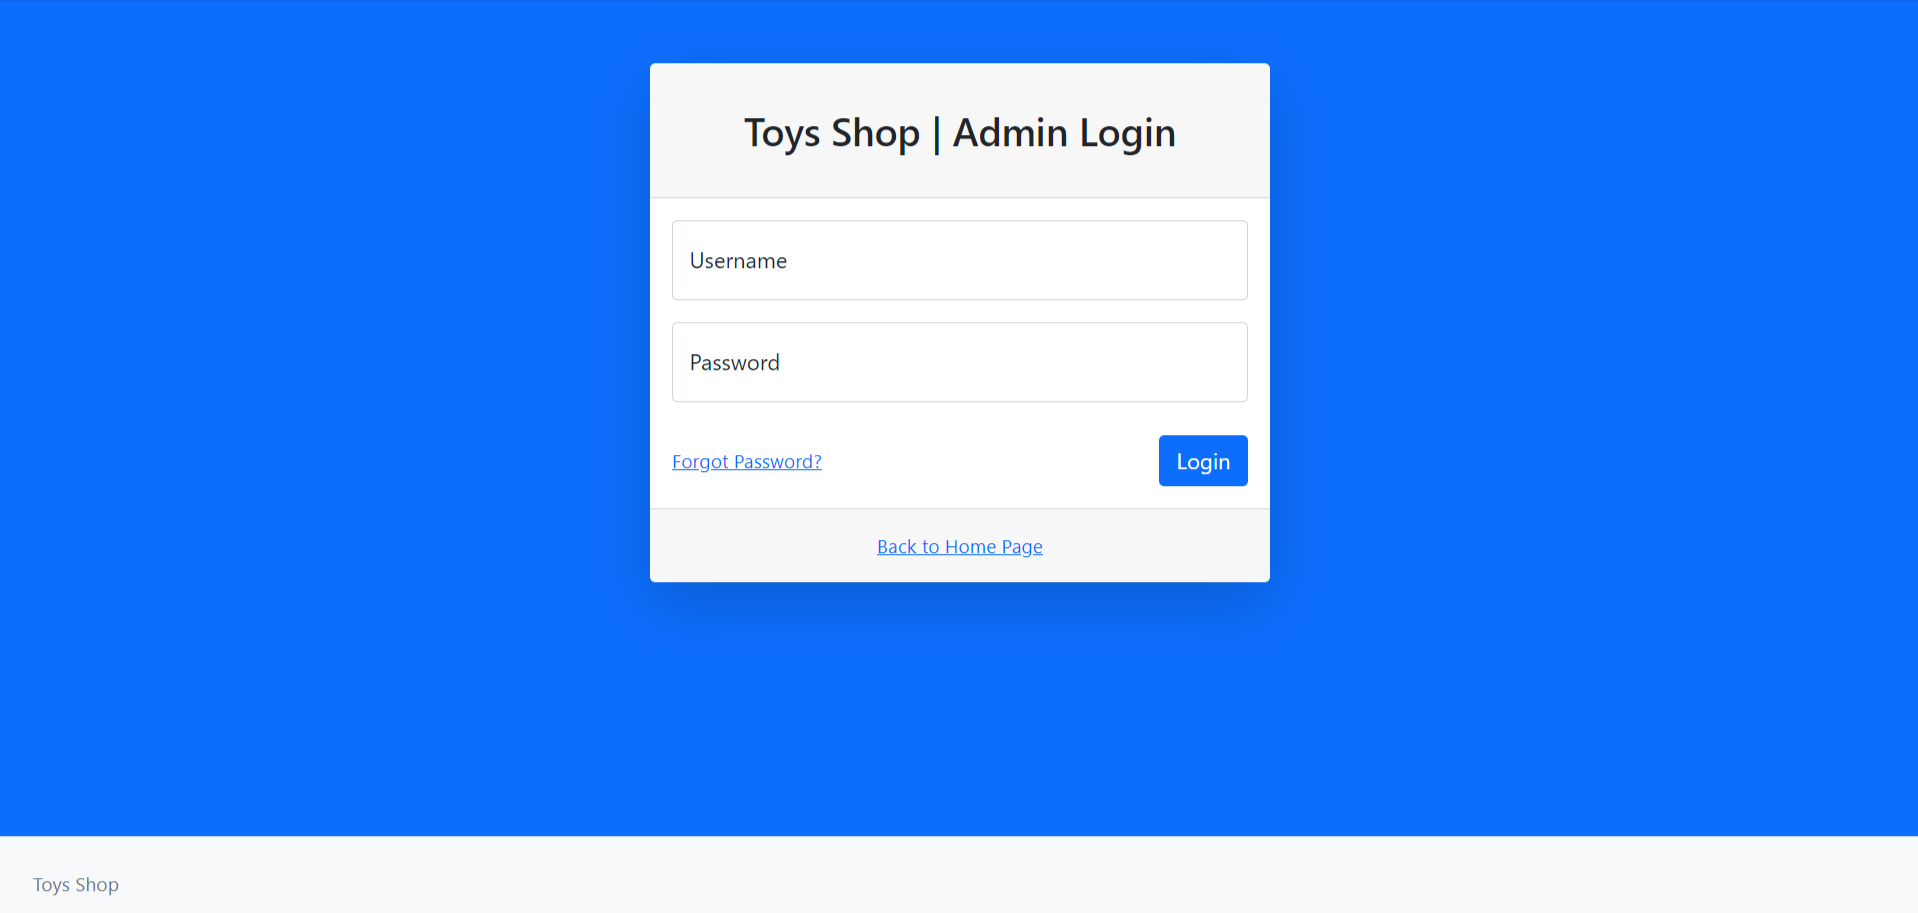 Toys Shop | Admin Login
Username
Password
Forgot Password? Login
Back to Home Page
Toys Shop